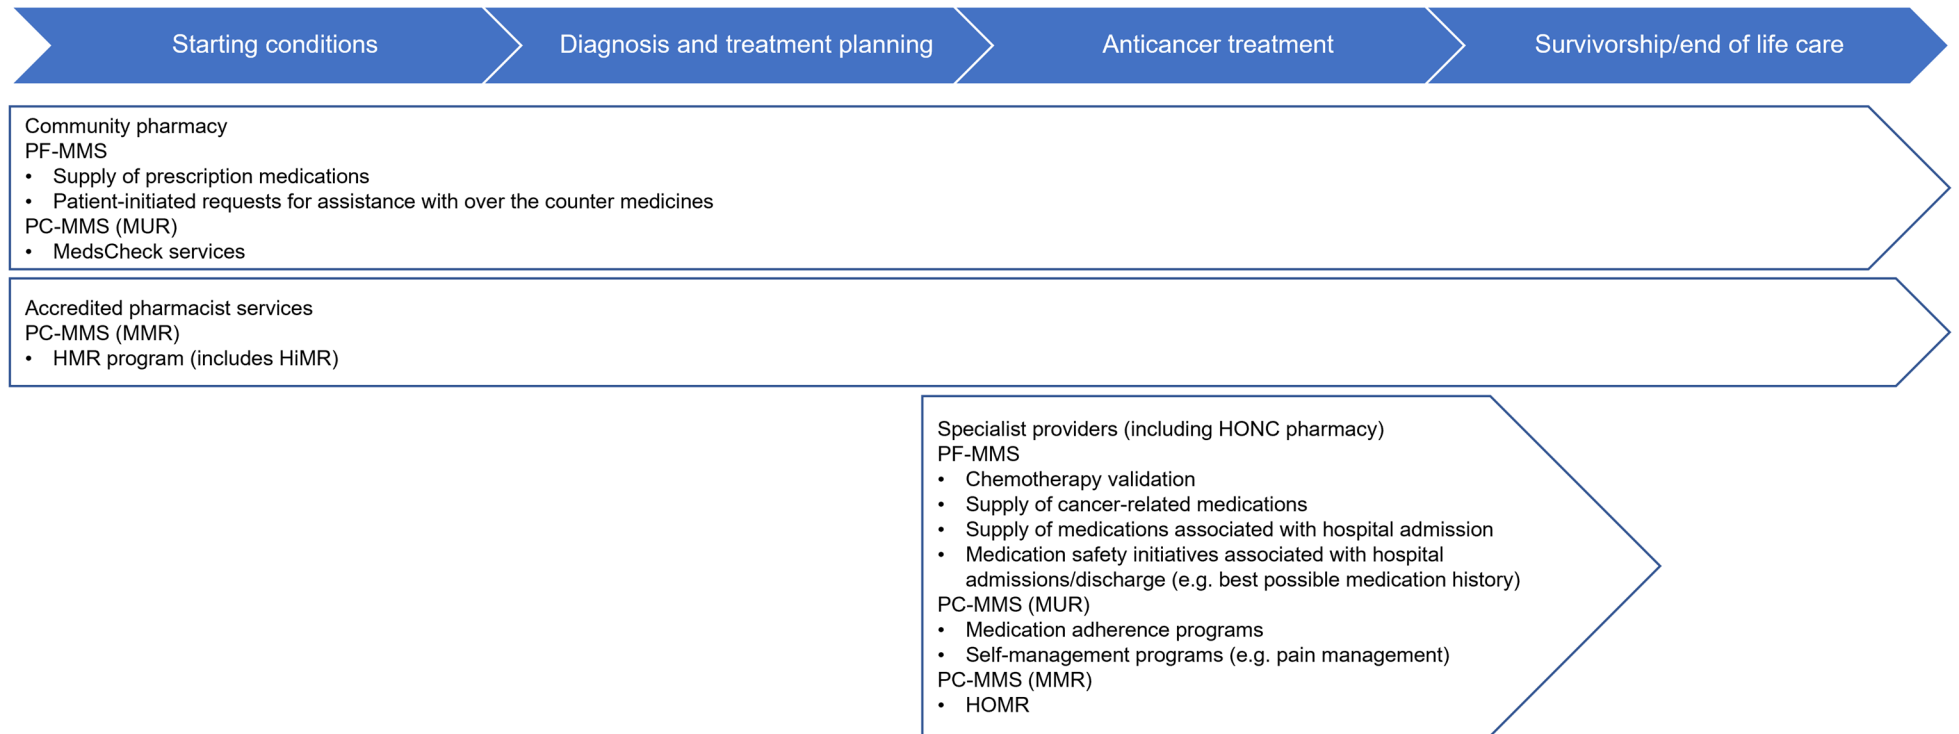 Starting conditions
Diagnosis and treatment planning
Anticancer treatment
Survivorship/end of life care
Community pharmacy
PF-MMS
• Supply of prescription medications
• Patient-initiated requests for assistance with over the counter medicines
PC-MMS (MUR)
• MedsCheck services
Accredited pharmacist services
PC-MMS (MMR)
• HMR program (includes HiMR)
Specialist providers (including HONC pharmacy)
PF-MMS
• Chemotherapy validation
• Supply of cancer-related medications
• Supply of medications associated with hospital admission
• Medication safety initiatives associated with hospital
admissions/discharge (e.g. best possible medication history)
PC-MMS (MUR)
• Medication adherence programs
• Self-management programs (e.g. pain management)
PC-MMS (MMR)
• HOMR